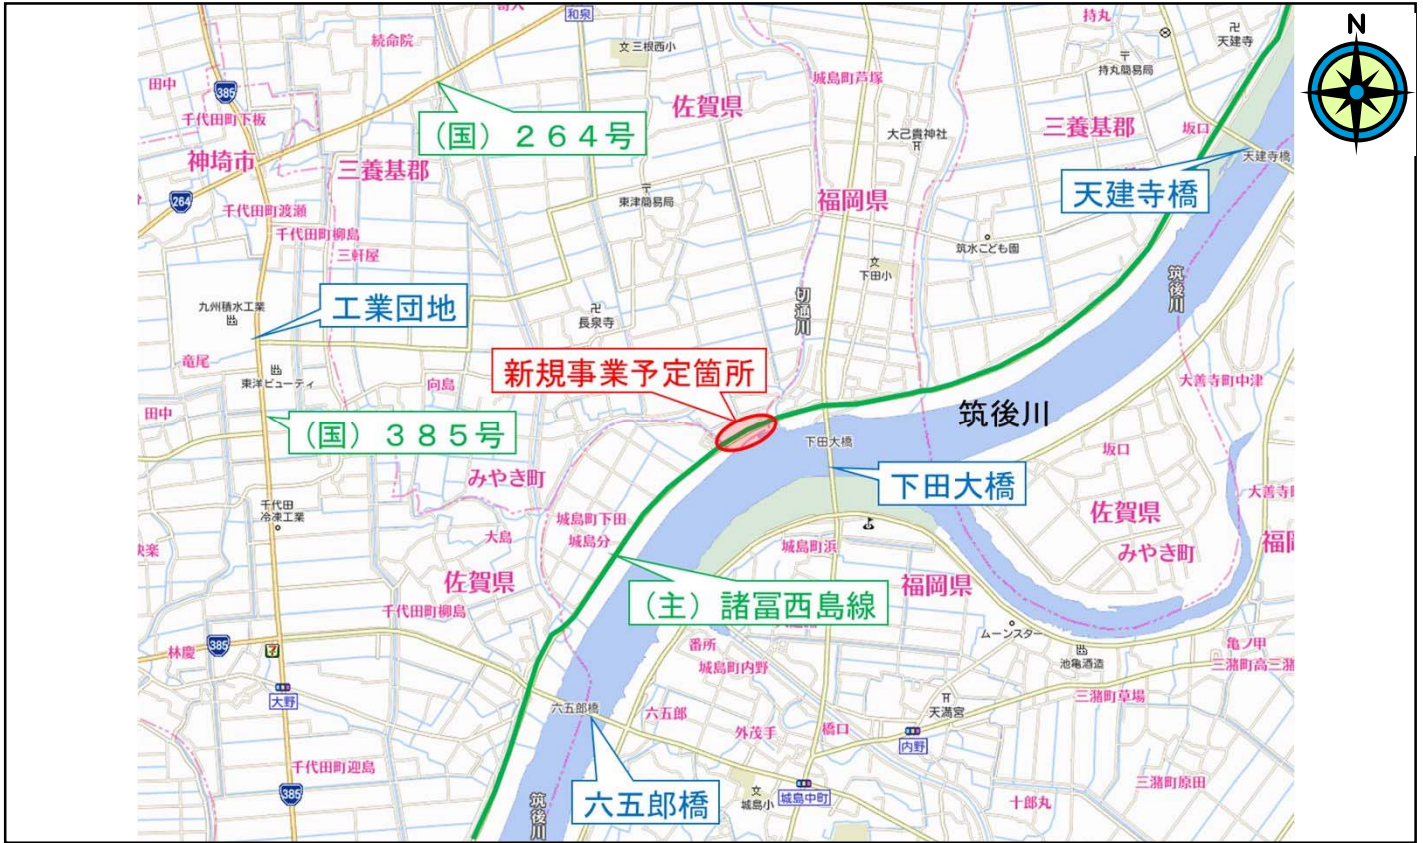 和泉
N
続命院
文 三根西小
持丸
天建寺
田中
385
城島町芦塚
持丸簡易局
千代田町下板
佐賀県
(国) 264号
大己貴神社
三養基郡
坂口
神埼市
三養基郡
天建寺橋
東津簡易局
福岡県
天建寺橋
264
千代田町渡瀬
千代田町柳島
三軒屋
筑水こども園
文
下田小
筑後川
切通川
九州積水工業
工業団地
長泉寺
竜尾
新規事業予定箇所
東洋ビューティ
向島
大善寺町中津
田中
筑後川
(国) 385号
下田大橋
坂口
みやき町
下田大橋
千代田
冷凍工業
城島町下田
佐賀県
大島
城島分
城島町浜
みやき町
佐賀県
福岡県
千代田町柳島
(主) 諸冨西島線
ムーンスター
385
林慶
番所
亀ノ甲
池亀酒造
城島町内野
大野
三潴町草場
六五郎橋
六五郎
天満宮
外茂手
橋口
内野
千代田町迎島
三潴町原田
385
六五郎橋
文
城島小
城島中町
筑後川
十郎丸